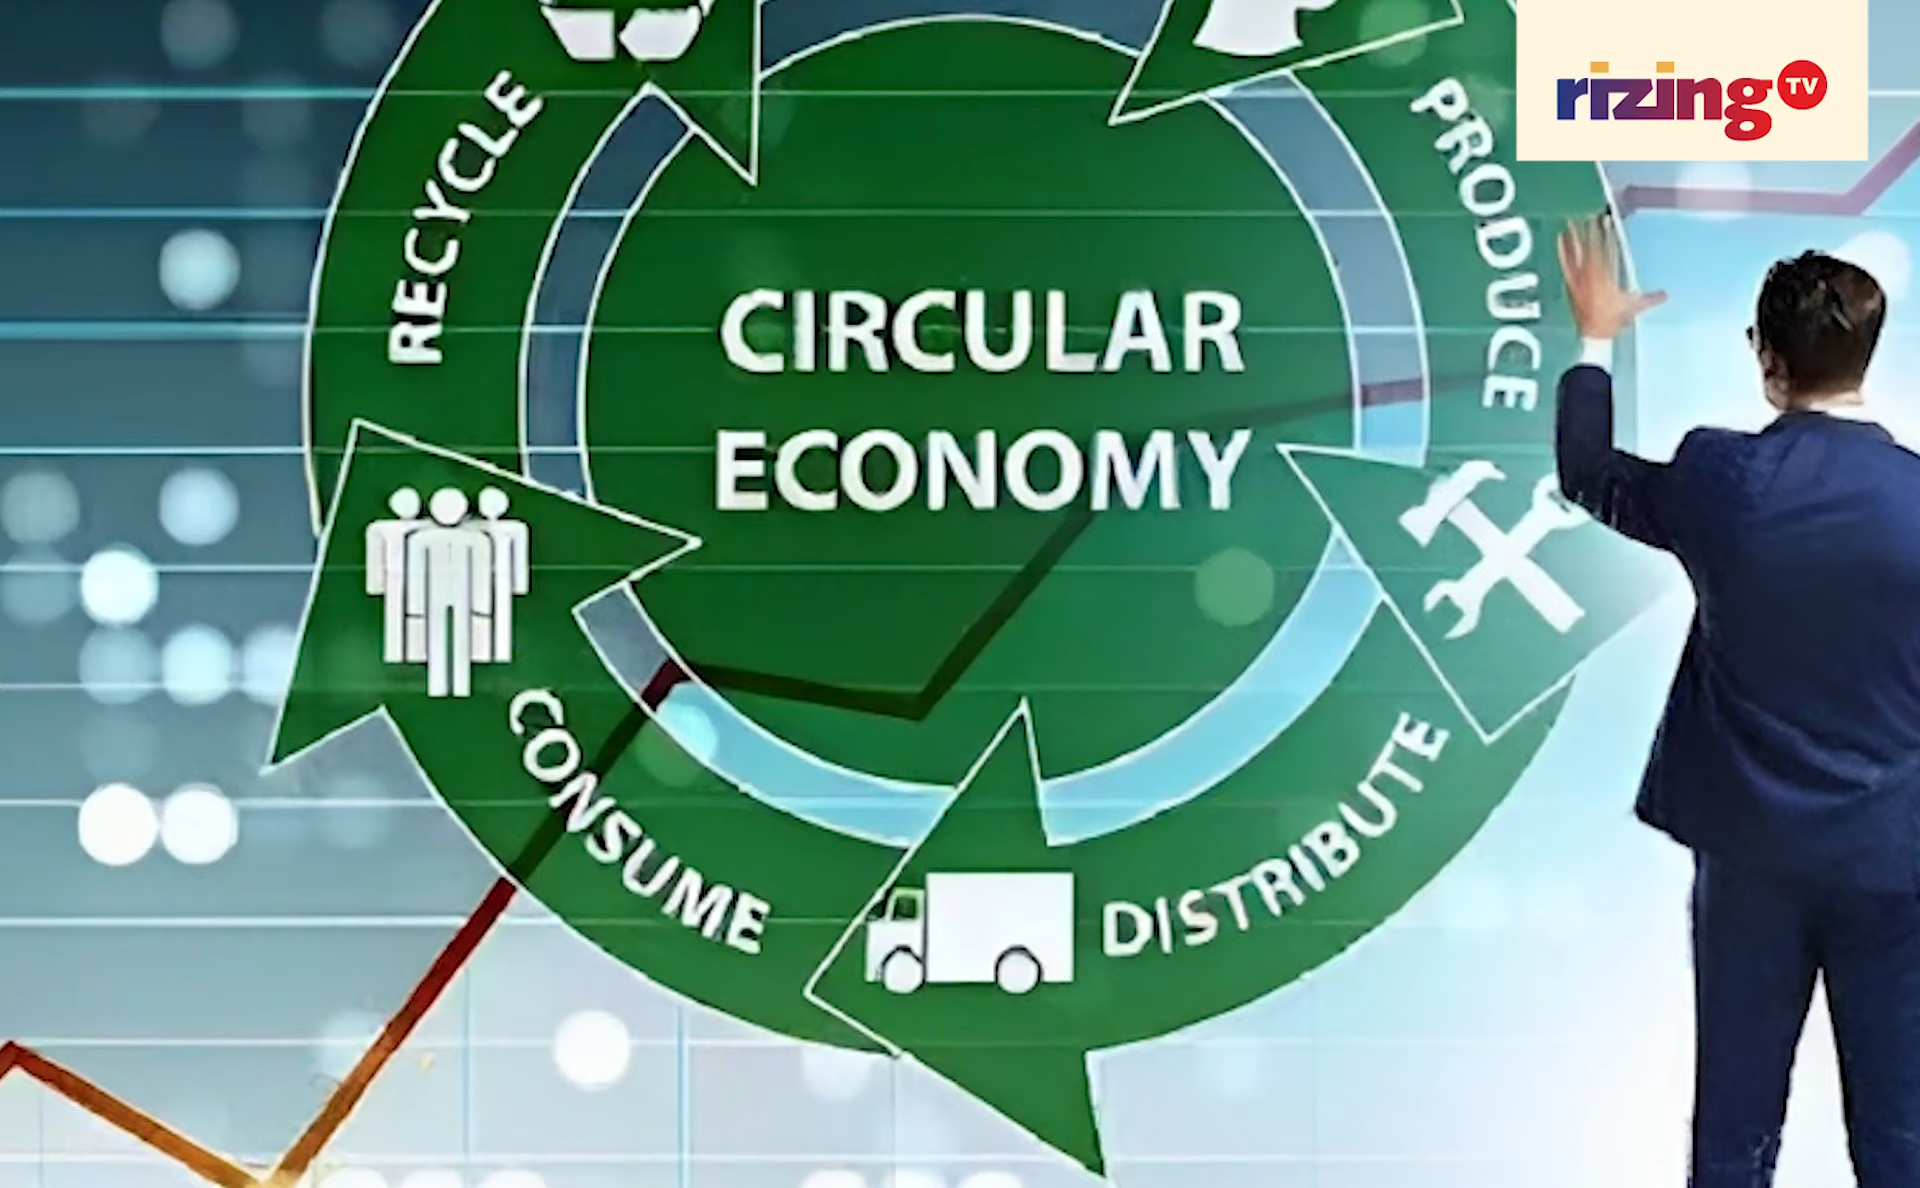 rizing TV
RECYCLE
PRODUCE
CIRCULAR
ECONOMY
CONSUME
DISTRIBUTE